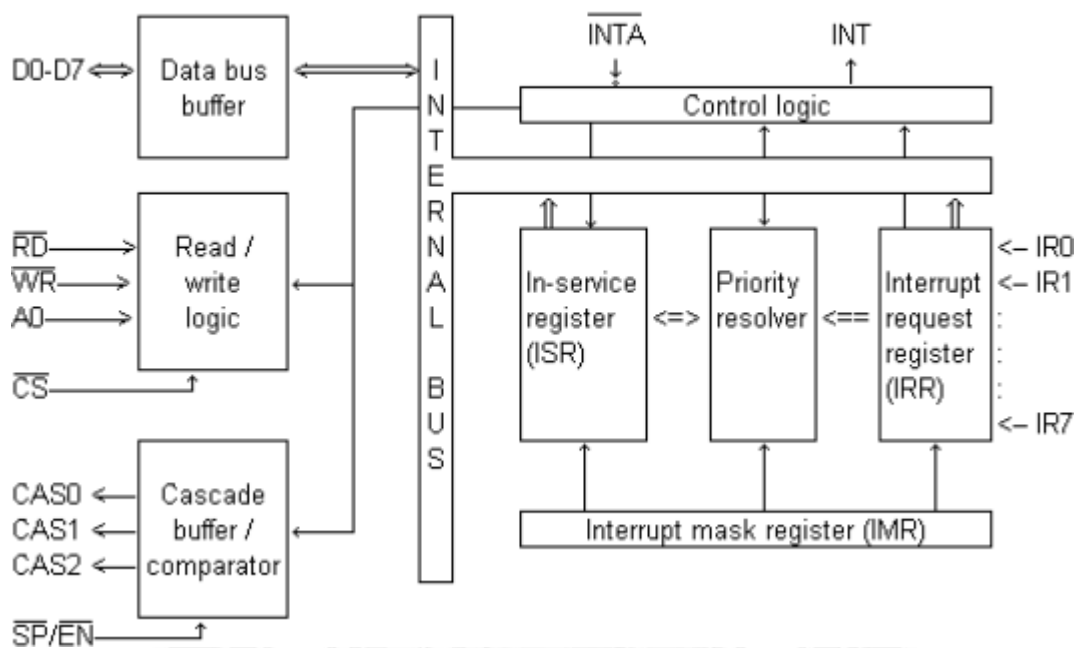 INTA
INT
D0-D7
Data bus
buffer
Control logic
INTERNAL BUS
RD
WR
A0
CS
Read /
write
logic
In-service
register
(ISR)
<=>
Priority
resolver
<==
Interrupt
request
register
(IRR)
<– IR0
<– IR1
:
:
:
<– IR7
CAS0
CAS1
CAS2
SP/EN
Cascade
buffer /
comparator
Interrupt mask register (IMR)